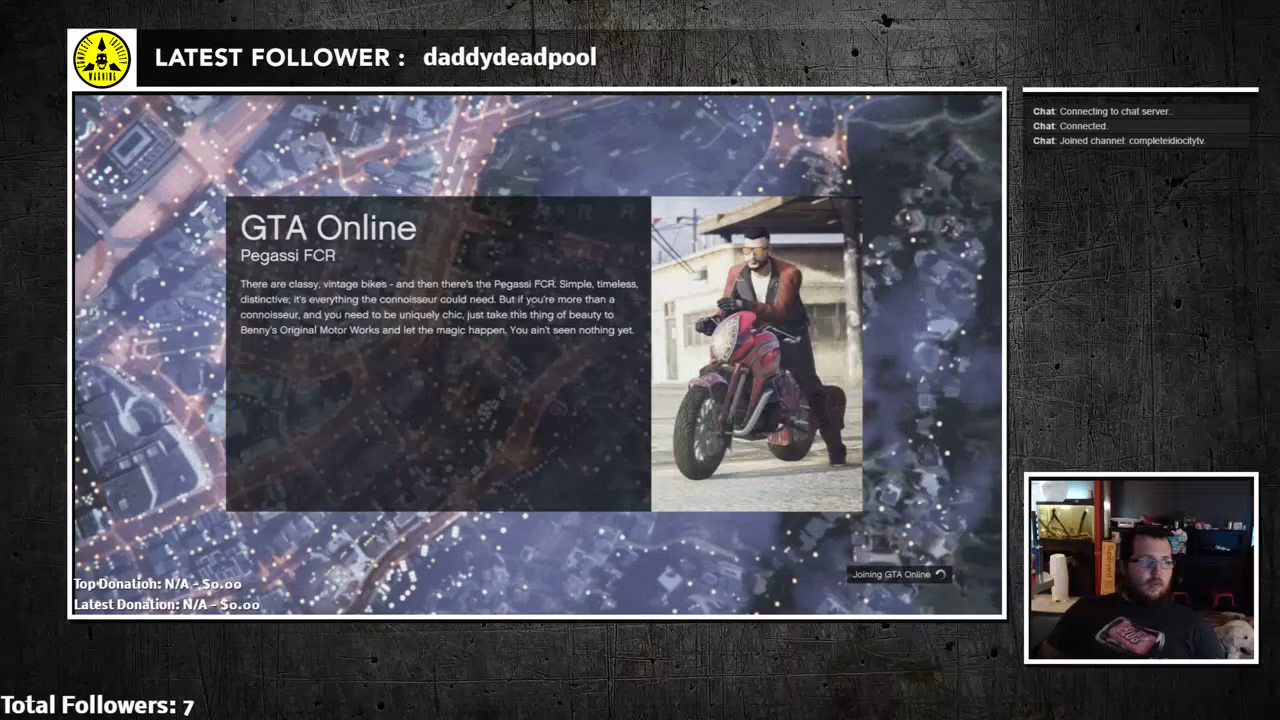 LATEST FOLLOWER : daddydeadpool
COMPLETE IDIOCITY
WARNING
Chat: Connecting to chat server..
Chat: Connected.
Chat: Joined channel: completeidiocitytv.
GTA Online
Pegassi FCR
There are classy, vintage bikes - and then there's the Pegassi FCR. Simple, timeless,
distinctive; it's everything the connoisseur could need. But if you're more than a
connoisseur, and you need to be uniquely chic, just take this thing of beauty to
Benny's Original Motor Works and let the magic happen. You ain't seen nothing yet.
Joining GTA Online
Top Donation: N/A - $0.00
Latest Donation: N/A - $0.00
Total Followers: 7